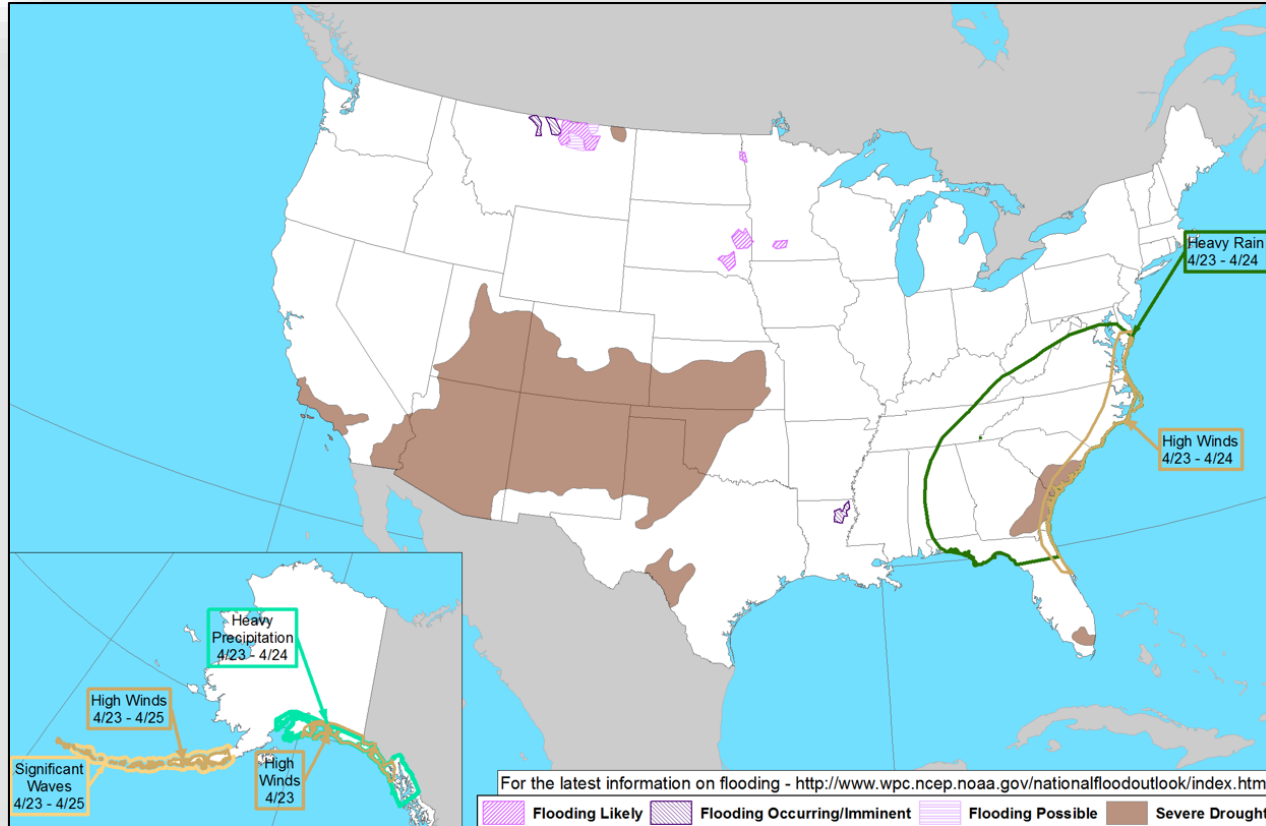 Heavy Rain
4/23 - 4/24
High Winds
4/23 - 4/24
Heavy
Precipitation
4/23 - 4/24
High Winds
4/23 - 4/25
Significant
Waves
4/23 - 4/25
High
Winds
4/23
For the latest information on flooding - http://www.wpc.ncep.noaa.gov/nationalfloodoutlook/index.htm
Flooding Likely
Flooding Occurring/Imminent
Flooding Possible
Severe Drought